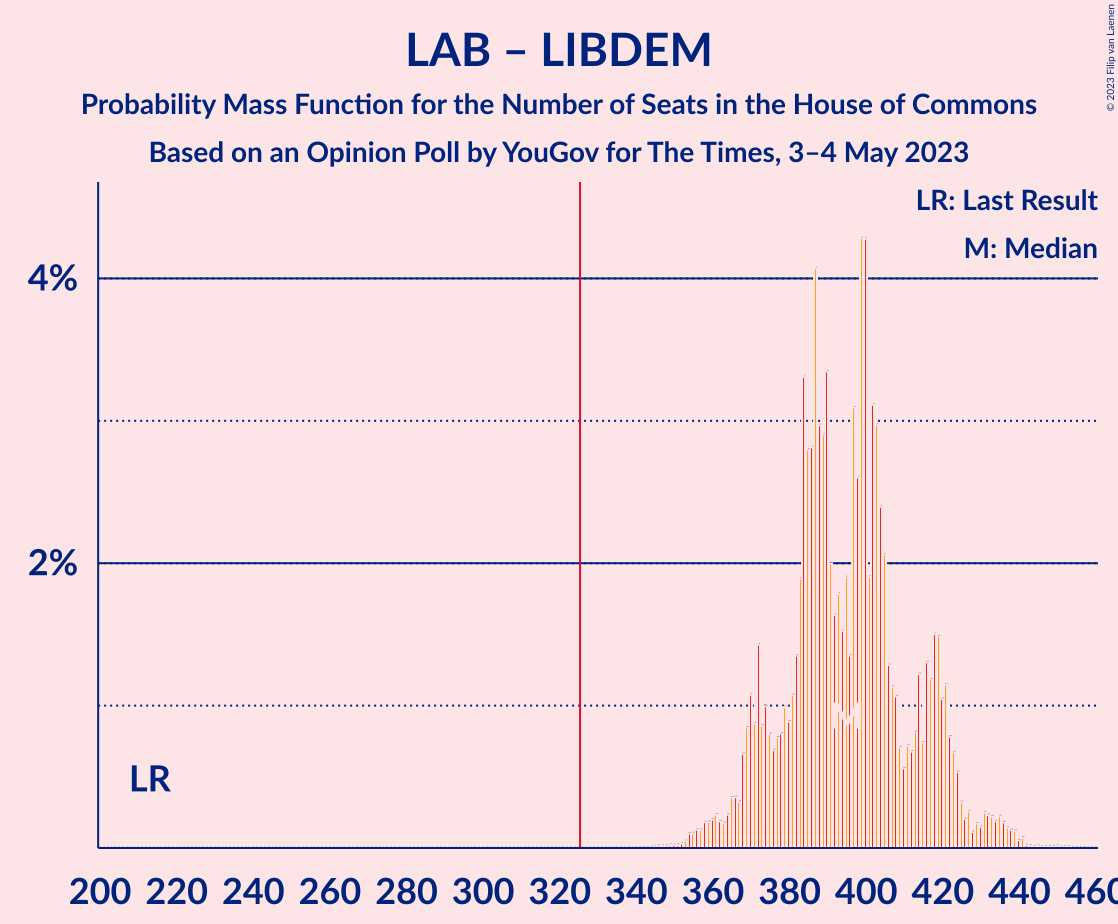 LAB – LIBDEM
Probability Mass Function for the Number of Seats in the House of Commons
Based on an Opinion Poll by YouGov for The Times, 3–4 May 2023
© 2023 Filip van Laenen
LR: Last Result
M: Median
4%
2%
LR
M
200 220 240 260 280 300 320 340 360 380 400 420 440 460